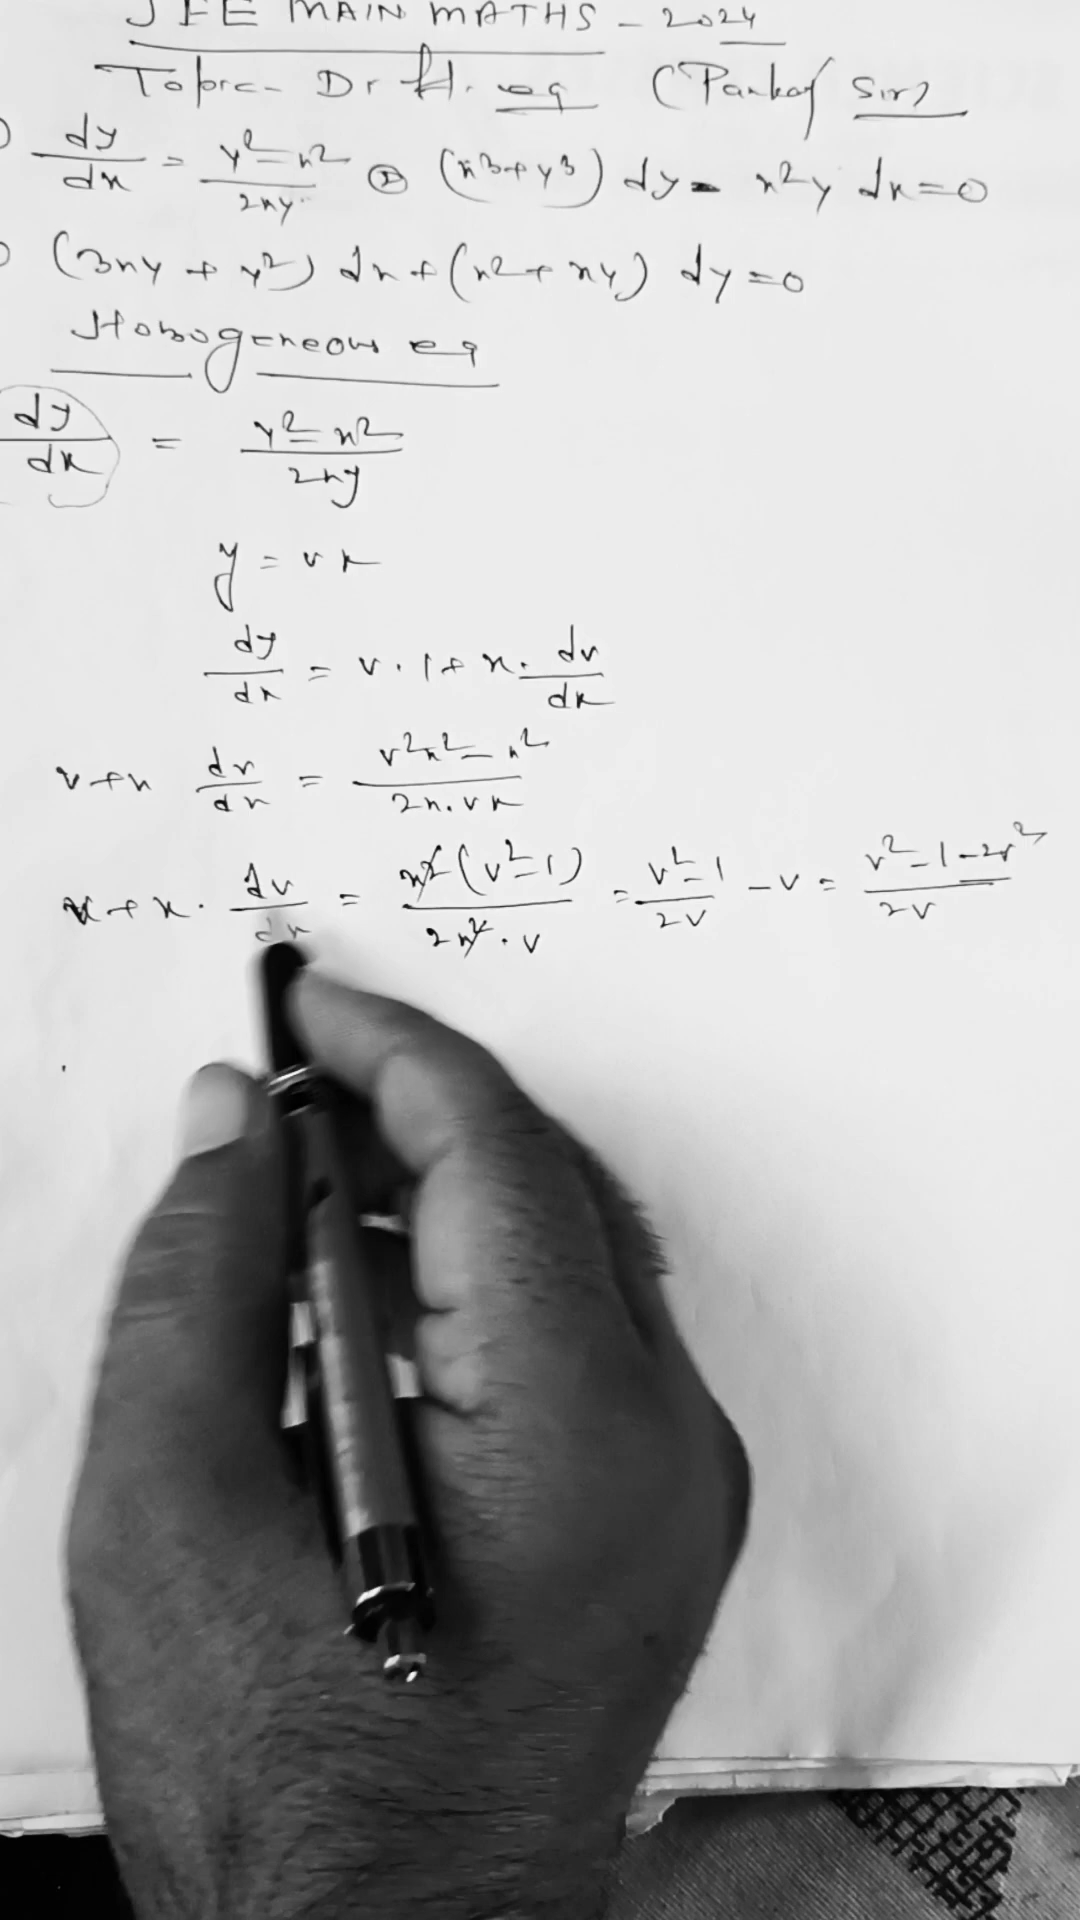 JEE MAIN MATHS - 2024
Topic- Diff. eq (Pankaj Sir)
dy/dx = y²-x²/2xy ② (x³+y³) dy - x²y dx=0
(3xy + y²) dx + (x² + xy) dy=0
Homogeneous eq
dy/dx = y²-x²/2xy
y = vx
dy/dx = v.1 + x. dv/dx
v+x dv/dx = v²x²-x²/2x.vx
v+x. dv/dx = x²(v²-1)/2x².v = v²-1/2v -v = v²-1-2v²/2v